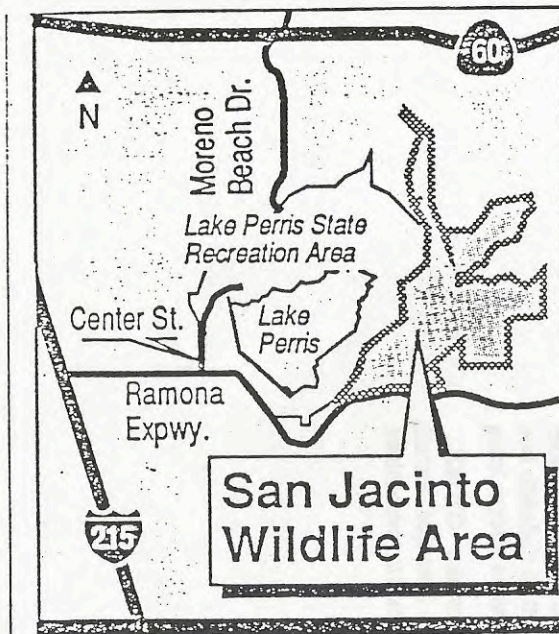 60
N
Moreno
Beach Dr.
Lake Perris State
Recreation Area
Center St.
Lake
Perris
Ramona
Expwy.
San Jacinto
Wildlife Area
215